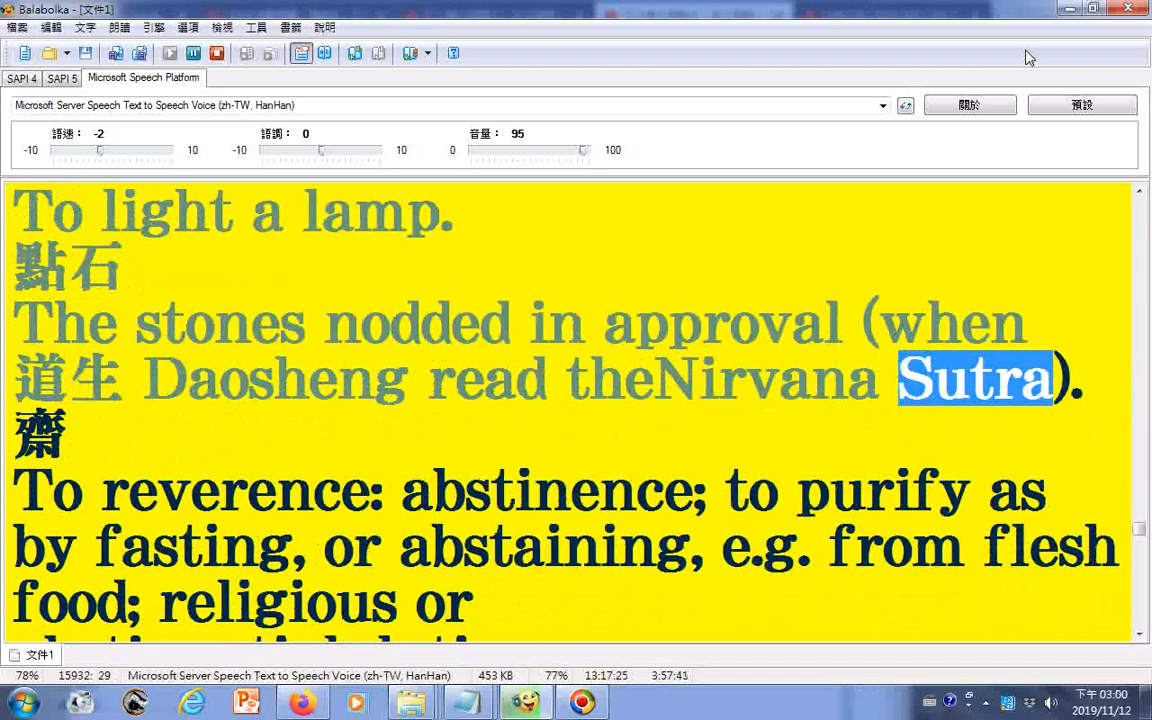 Balabolka - [文件1]
檔案 編輯 文字 朗讀 引擎 選項 檢視 工具 書籤 說明
SAPI 4 SAPI 5 Microsoft Speech Platform
Microsoft Server Speech Text to Speech Voice (zh-TW, HanHan) 關於 預設
語速： -2 語調： 0 音量： 95
-10 10 -10 10 0 100
To light a lamp.
點石
The stones nodded in approval (when
道生 Daosheng read theNirvana Sutra).
齋
To reverence: abstinence; to purify as
by fasting, or abstaining, e.g. from flesh
food; religious or
文件1
78% 15932: 29 Microsoft Server Speech Text to Speech Voice (zh-TW, HanHan) 453 KB 77% 13:17:25 3:57:41
下午 03:00
2019/11/12